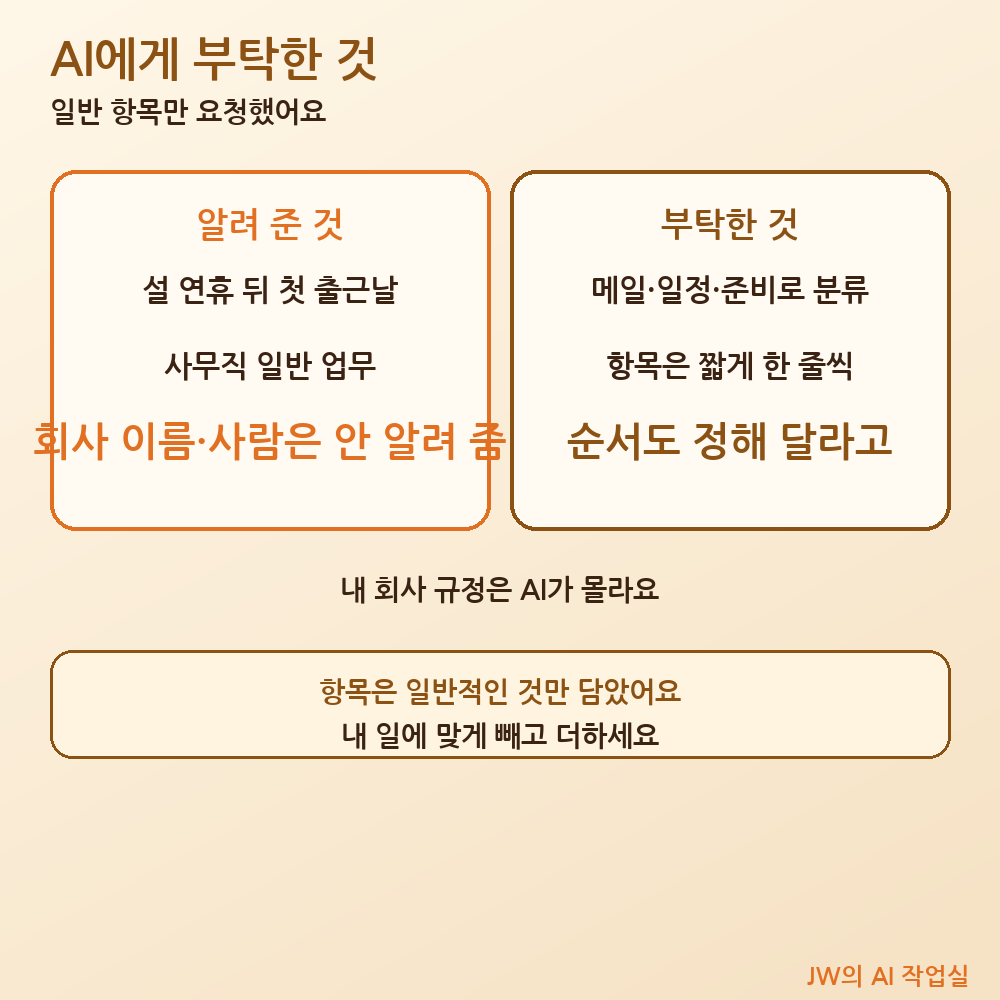 AI에게 부탁한 것
일반 항목만 요청했어요
알려 준 것
설 연휴 뒤 첫 출근날
사무직 일반 업무
회사 이름·사람은 안 알려 줌
부탁한 것
메일·일정·준비로 분류
항목은 짧게 한 줄씩
순서도 정해 달라고
내 회사 규정은 AI가 몰라요
항목은 일반적인 것만 담았어요
내 일에 맞게 빼고 더하세요
JW의 AI 작업실